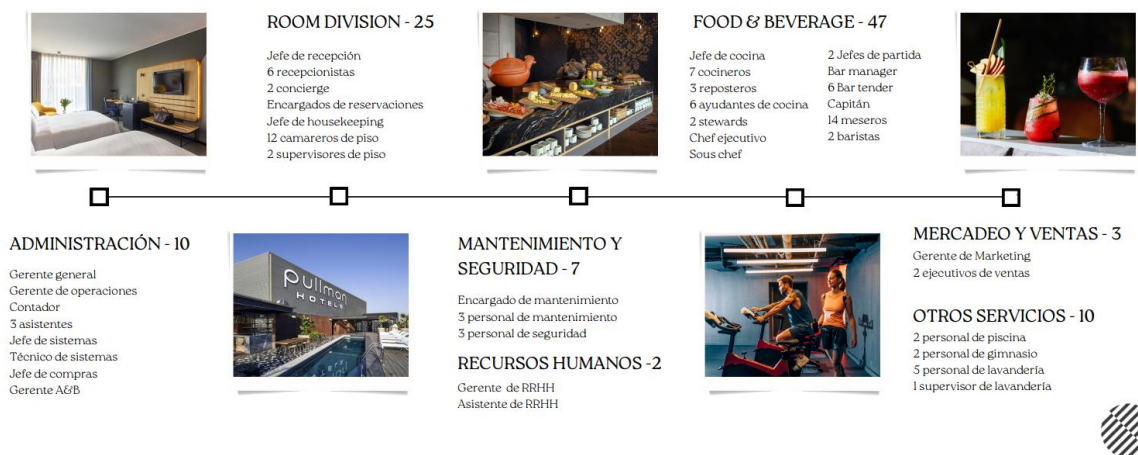 ROOM DIVISION - 25
Jefe de recepción
6 recepcionistas
2 concierge
Encargados de reservaciones
Jefe de housekeeping
12 camareros de piso
2 supervisores de piso
FOOD & BEVERAGE - 47
Jefe de cocina
7 cocineros
3 reposteros
6 ayudantes de cocina
2 stewards
Chef ejecutivo
Sous chef
2 Jefes de partida
Bar manager
6 Bar tender
Capitán
14 meseros
2 baristas
ADMINISTRACIÓN - 10
Gerente general
Gerente de operaciones
Contador
3 asistentes
Jefe de sistemas
Técnico de sistemas
Jefe de compras
Gerente A&B
pullman
HOTELS
MANTENIMIENTO Y
SEGURIDAD - 7
Encargado de mantenimiento
3 personal de mantenimiento
3 personal de seguridad
RECURSOS HUMANOS -2
Gerente de RRHH
Asistente de RRHH
MERCADEO Y VENTAS - 3
Gerente de Marketing
2 ejecutivos de ventas
OTROS SERVICIOS - 10
2 personal de piscina
2 personal de gimnasio
5 personal de lavandería
1 supervisor de lavandería